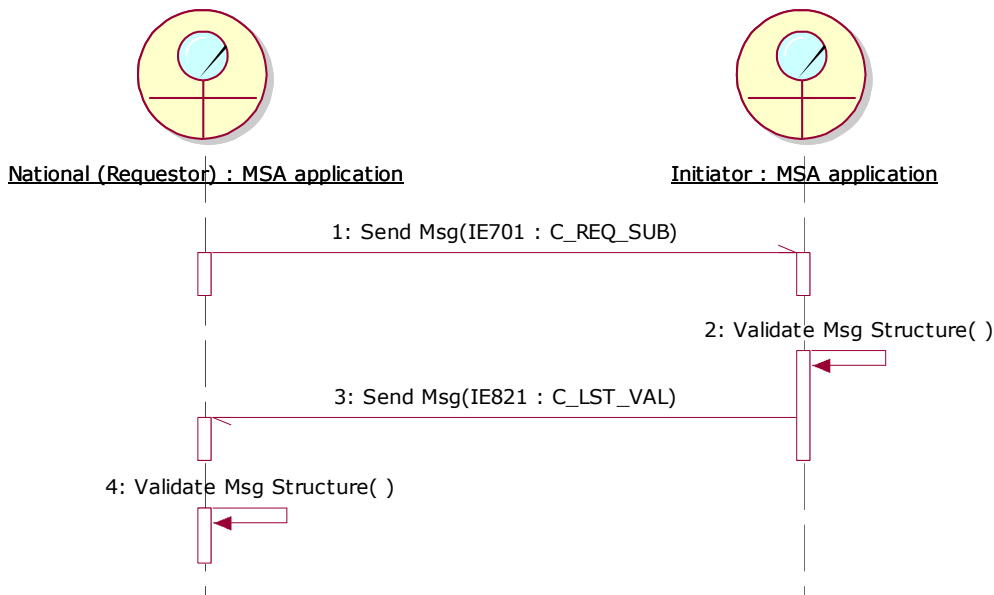 National (Requestor) : MSA application
Initiator : MSA application
1: Send Msg(IE701 : C_REQ_SUB)
2: Validate Msg Structure( )
3: Send Msg(IE821 : C_LST_VAL)
4: Validate Msg Structure( )